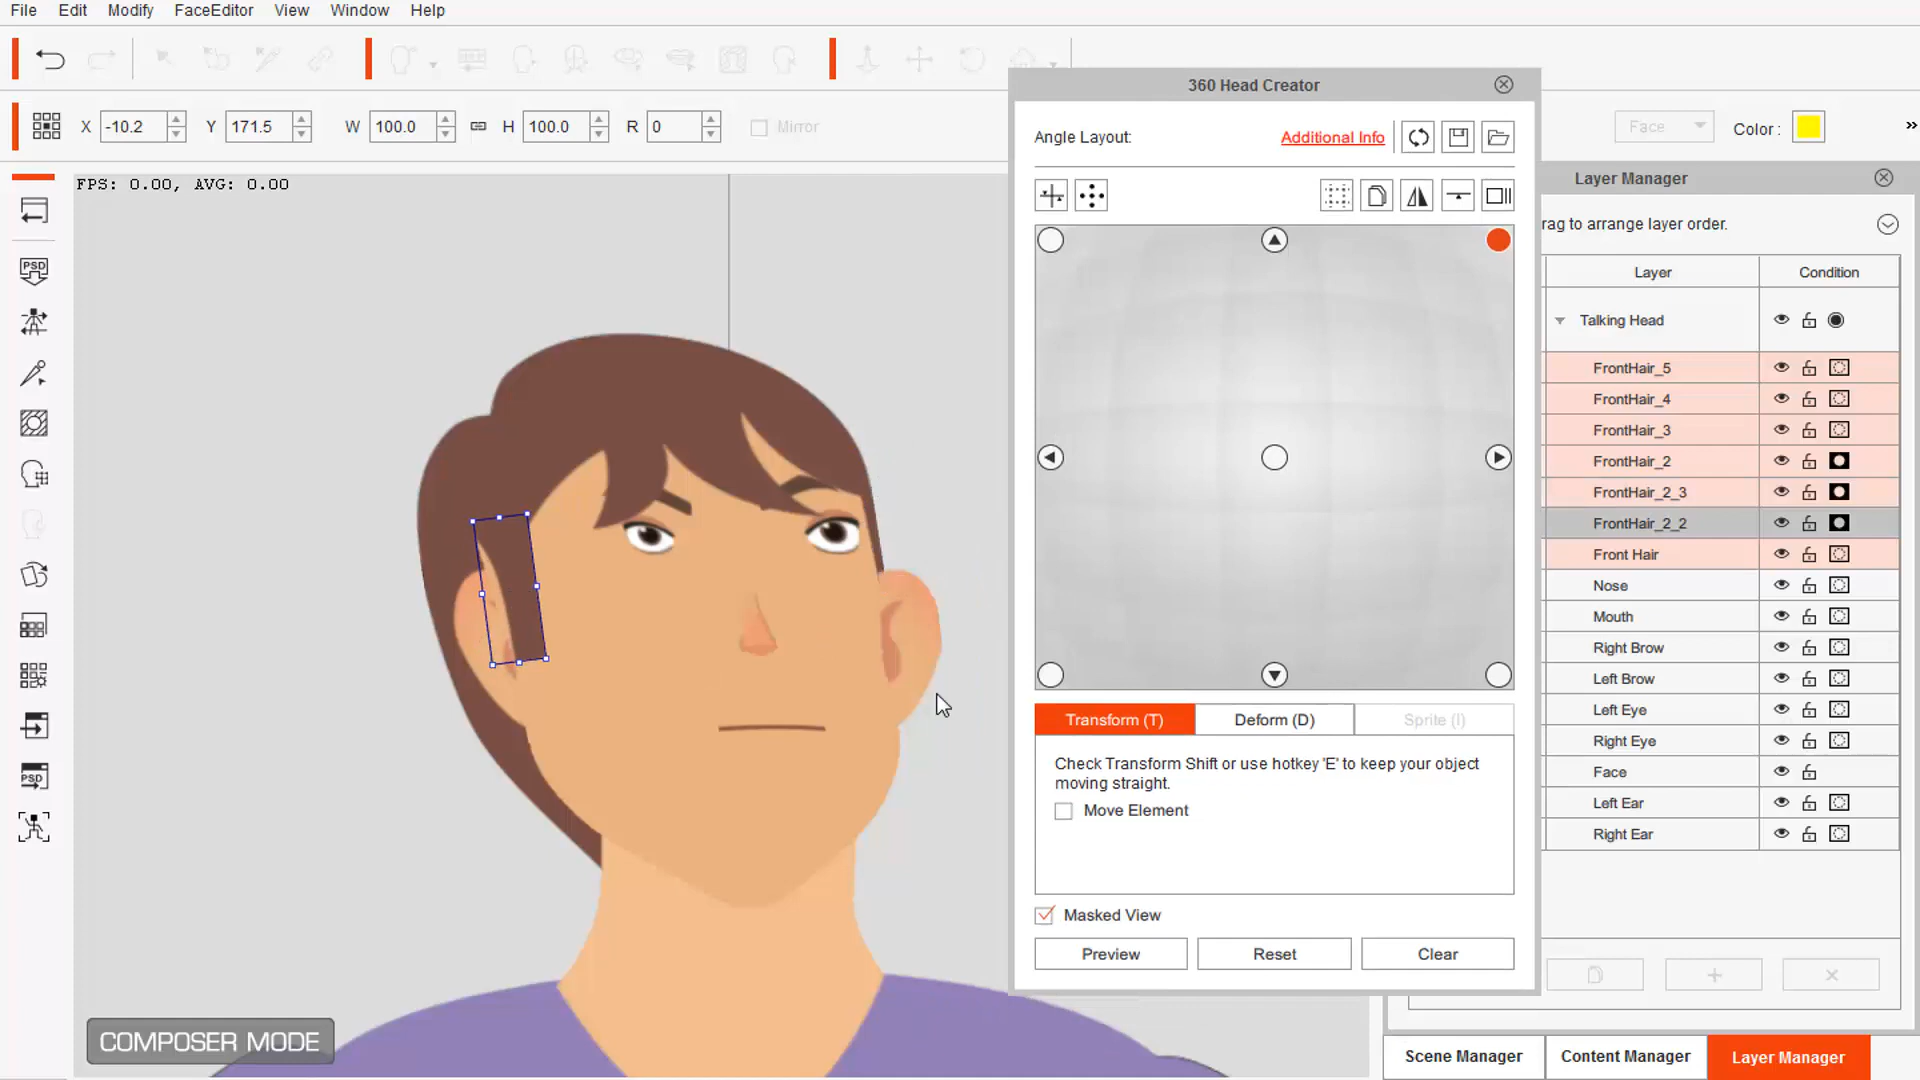 File Edit Modify FaceEditor View Window Help
X -10.2 Y 171.5 W 100.0 H 100.0 R 0 Mirror
Face Color :
FPS: 0.00, AVG: 0.00
360 Head Creator
Angle Layout: Additional Info
Transform (T) Deform (D) Sprite (I)
Check Transform Shift or use hotkey 'E' to keep your object
moving straight.
Move Element
Masked View
Preview Reset Clear
Layer Manager
rag to arrange layer order.
Layer Condition
Talking Head
FrontHair_5
FrontHair_4
FrontHair_3
FrontHair_2
FrontHair_2_3
FrontHair_2_2
Front Hair
Nose
Mouth
Right Brow
Left Brow
Left Eye
Right Eye
Face
Left Ear
Right Ear
PSD
PSD
COMPOSER MODE
Scene Manager Content Manager Layer Manager